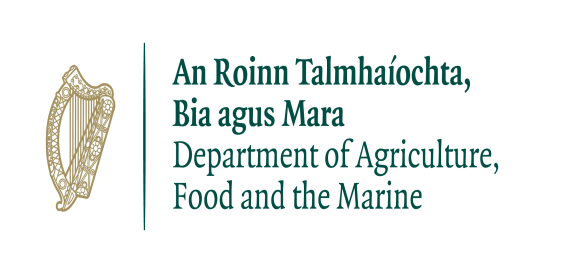 An Roinn Talmhaíochta,
Bia agus Mara
Department of Agriculture,
Food and the Marine